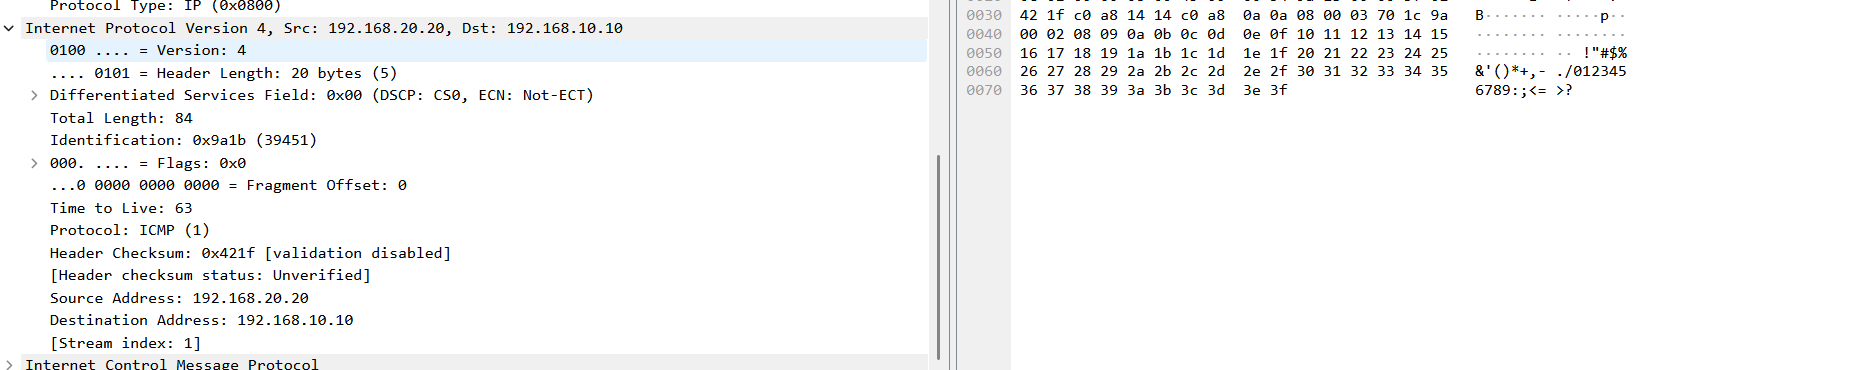 Protocol Type: IP (0x0800)
Internet Protocol Version 4, Src: 192.168.20.20, Dst: 192.168.10.10
0100 .... = Version: 4
.... 0101 = Header Length: 20 bytes (5)
Differentiated Services Field: 0x00 (DSCP: CS0, ECN: Not-ECT)
Total Length: 84
Identification: 0x9a1b (39451)
000. .... = Flags: 0x0
...0 0000 0000 0000 = Fragment Offset: 0
Time to Live: 63
Protocol: ICMP (1)
Header Checksum: 0x421f [validation disabled]
[Header checksum status: Unverified]
Source Address: 192.168.20.20
Destination Address: 192.168.10.10
[Stream index: 1]
Internet Control Message Protocol
0030 42 1f c0 a8 14 14 c0 a8 0a 0a 08 00 03 70 1c 9a B······· ·····p··
0040 00 02 08 09 0a 0b 0c 0d 0e 0f 10 11 12 13 14 15 ········ ········
0050 16 17 18 19 1a 1b 1c 1d 1e 1f 20 21 22 23 24 25 ········ ·· !"#$%
0060 26 27 28 29 2a 2b 2c 2d 2e 2f 30 31 32 33 34 35 &'()*+,- ./012345
0070 36 37 38 39 3a 3b 3c 3d 3e 3f 6789:;<= >?